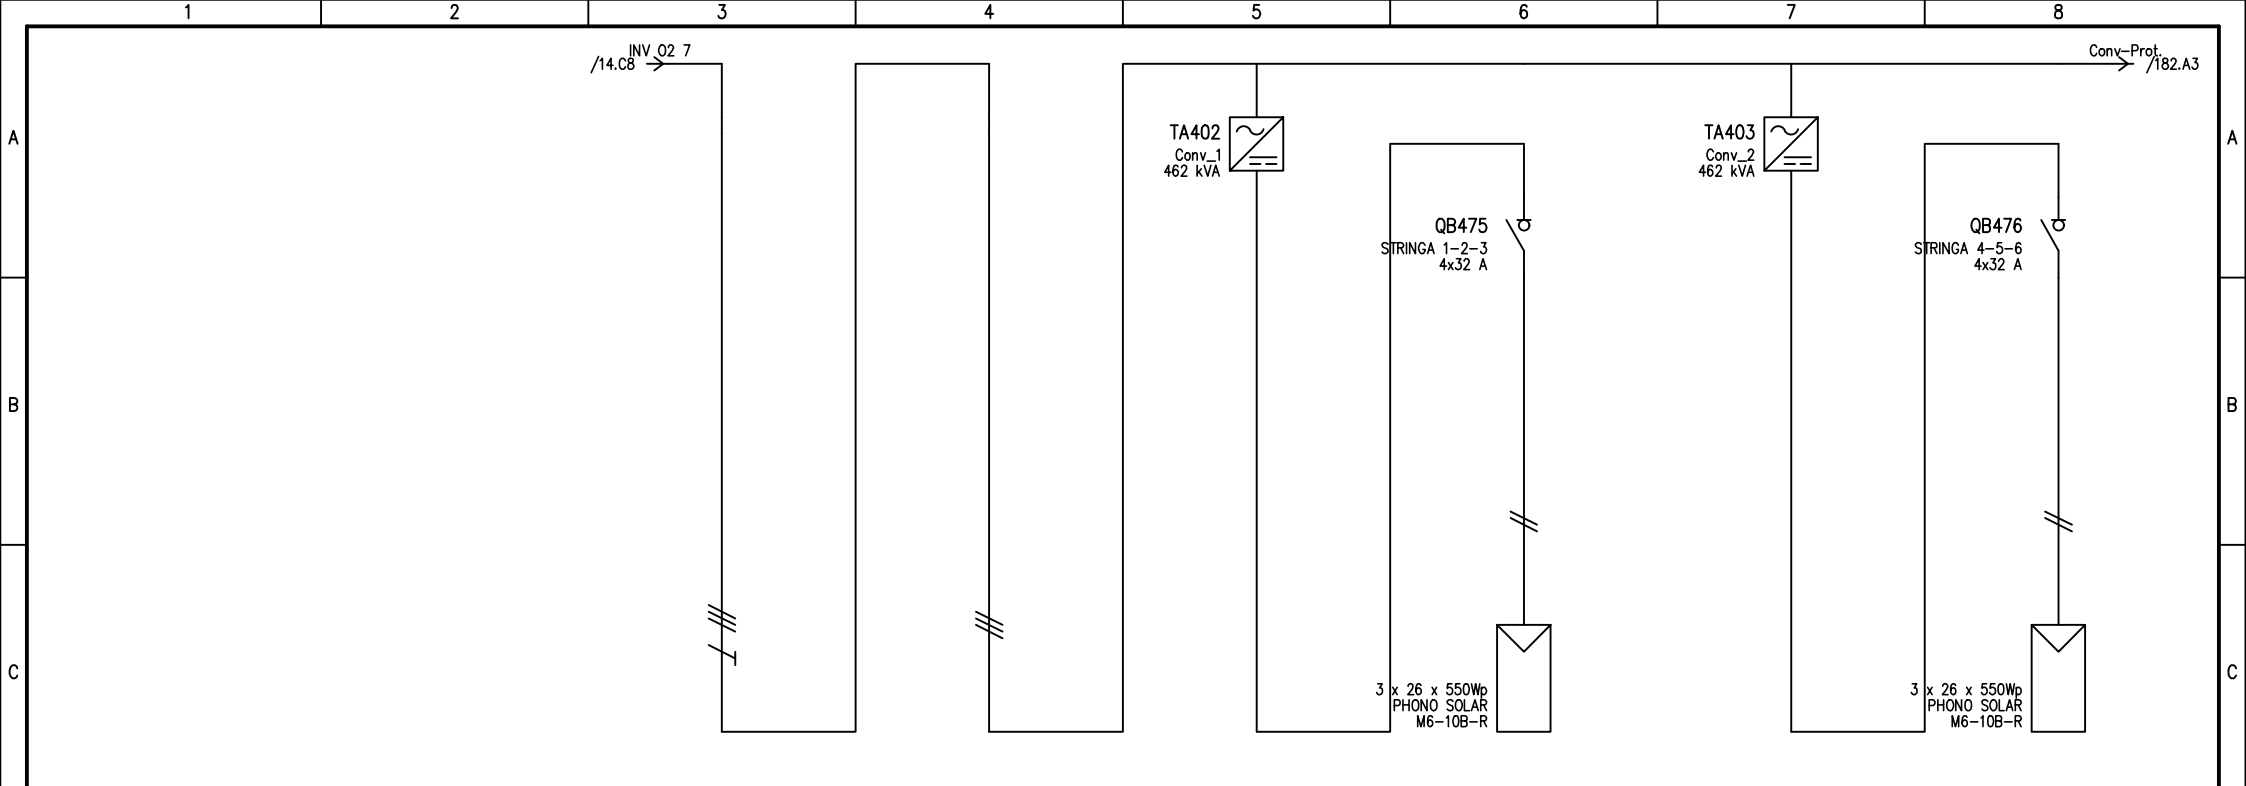 1 2 3 4 5 6 7 8
INV_02 7
/14.C8
Conv-Prot.
/182.A3
A
A
TA402
Conv_1
462 kVA
TA403
Conv_2
462 kVA
QB475
STRINGA 1-2-3
4x32 A
QB476
STRINGA 4-5-6
4x32 A
B
B
C
C
3 x 26 x 550Wp
PHONO SOLAR
M6-10B-R
3 x 26 x 550Wp
PHONO SOLAR
M6-10B-R